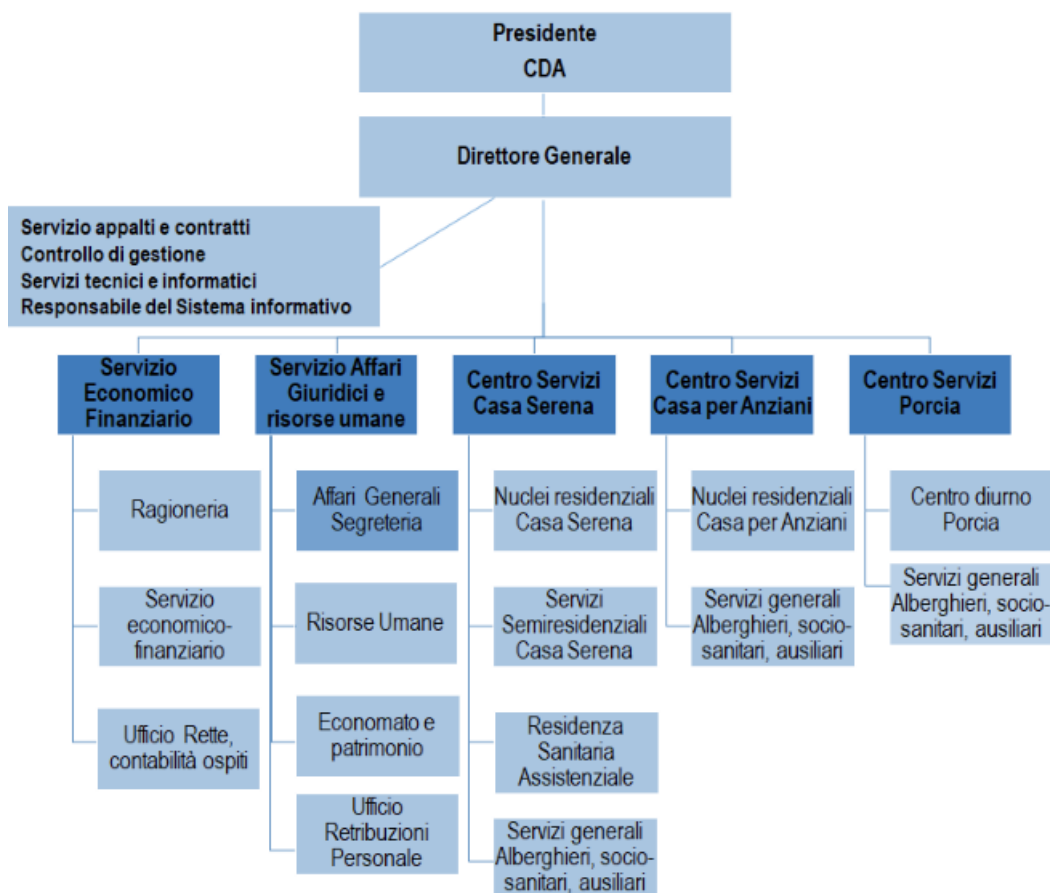 Presidente
CDA
Direttore Generale
Servizio appalti e contratti
Controllo di gestione
Servizi tecnici e informatici
Responsabile del Sistema informativo
Servizio
Economico
Finanziario
Servizio Affari
Giuridici e
risorse umane
Centro Servizi
Casa Serena
Centro Servizi
Casa per Anziani
Centro Servizi
Porcia
Ragioneria
Servizio
economico-
finanziario
Ufficio Rette,
contabilità ospiti
Affari Generali
Segreteria
Risorse Umane
Economato e
patrimonio
Ufficio
Retribuzioni
Personale
Nuclei residenziali
Casa Serena
Servizi
Semiresidenziali
Casa Serena
Residenza
Sanitaria
Assistenziale
Servizi generali
Alberghieri, socio-
sanitari, ausiliari
Nuclei residenziali
Casa per Anziani
Servizi generali
Alberghieri, socio-
sanitari, ausiliari
Centro diurno
Porcia
Servizi generali
Alberghieri, socio-
sanitari, ausiliari